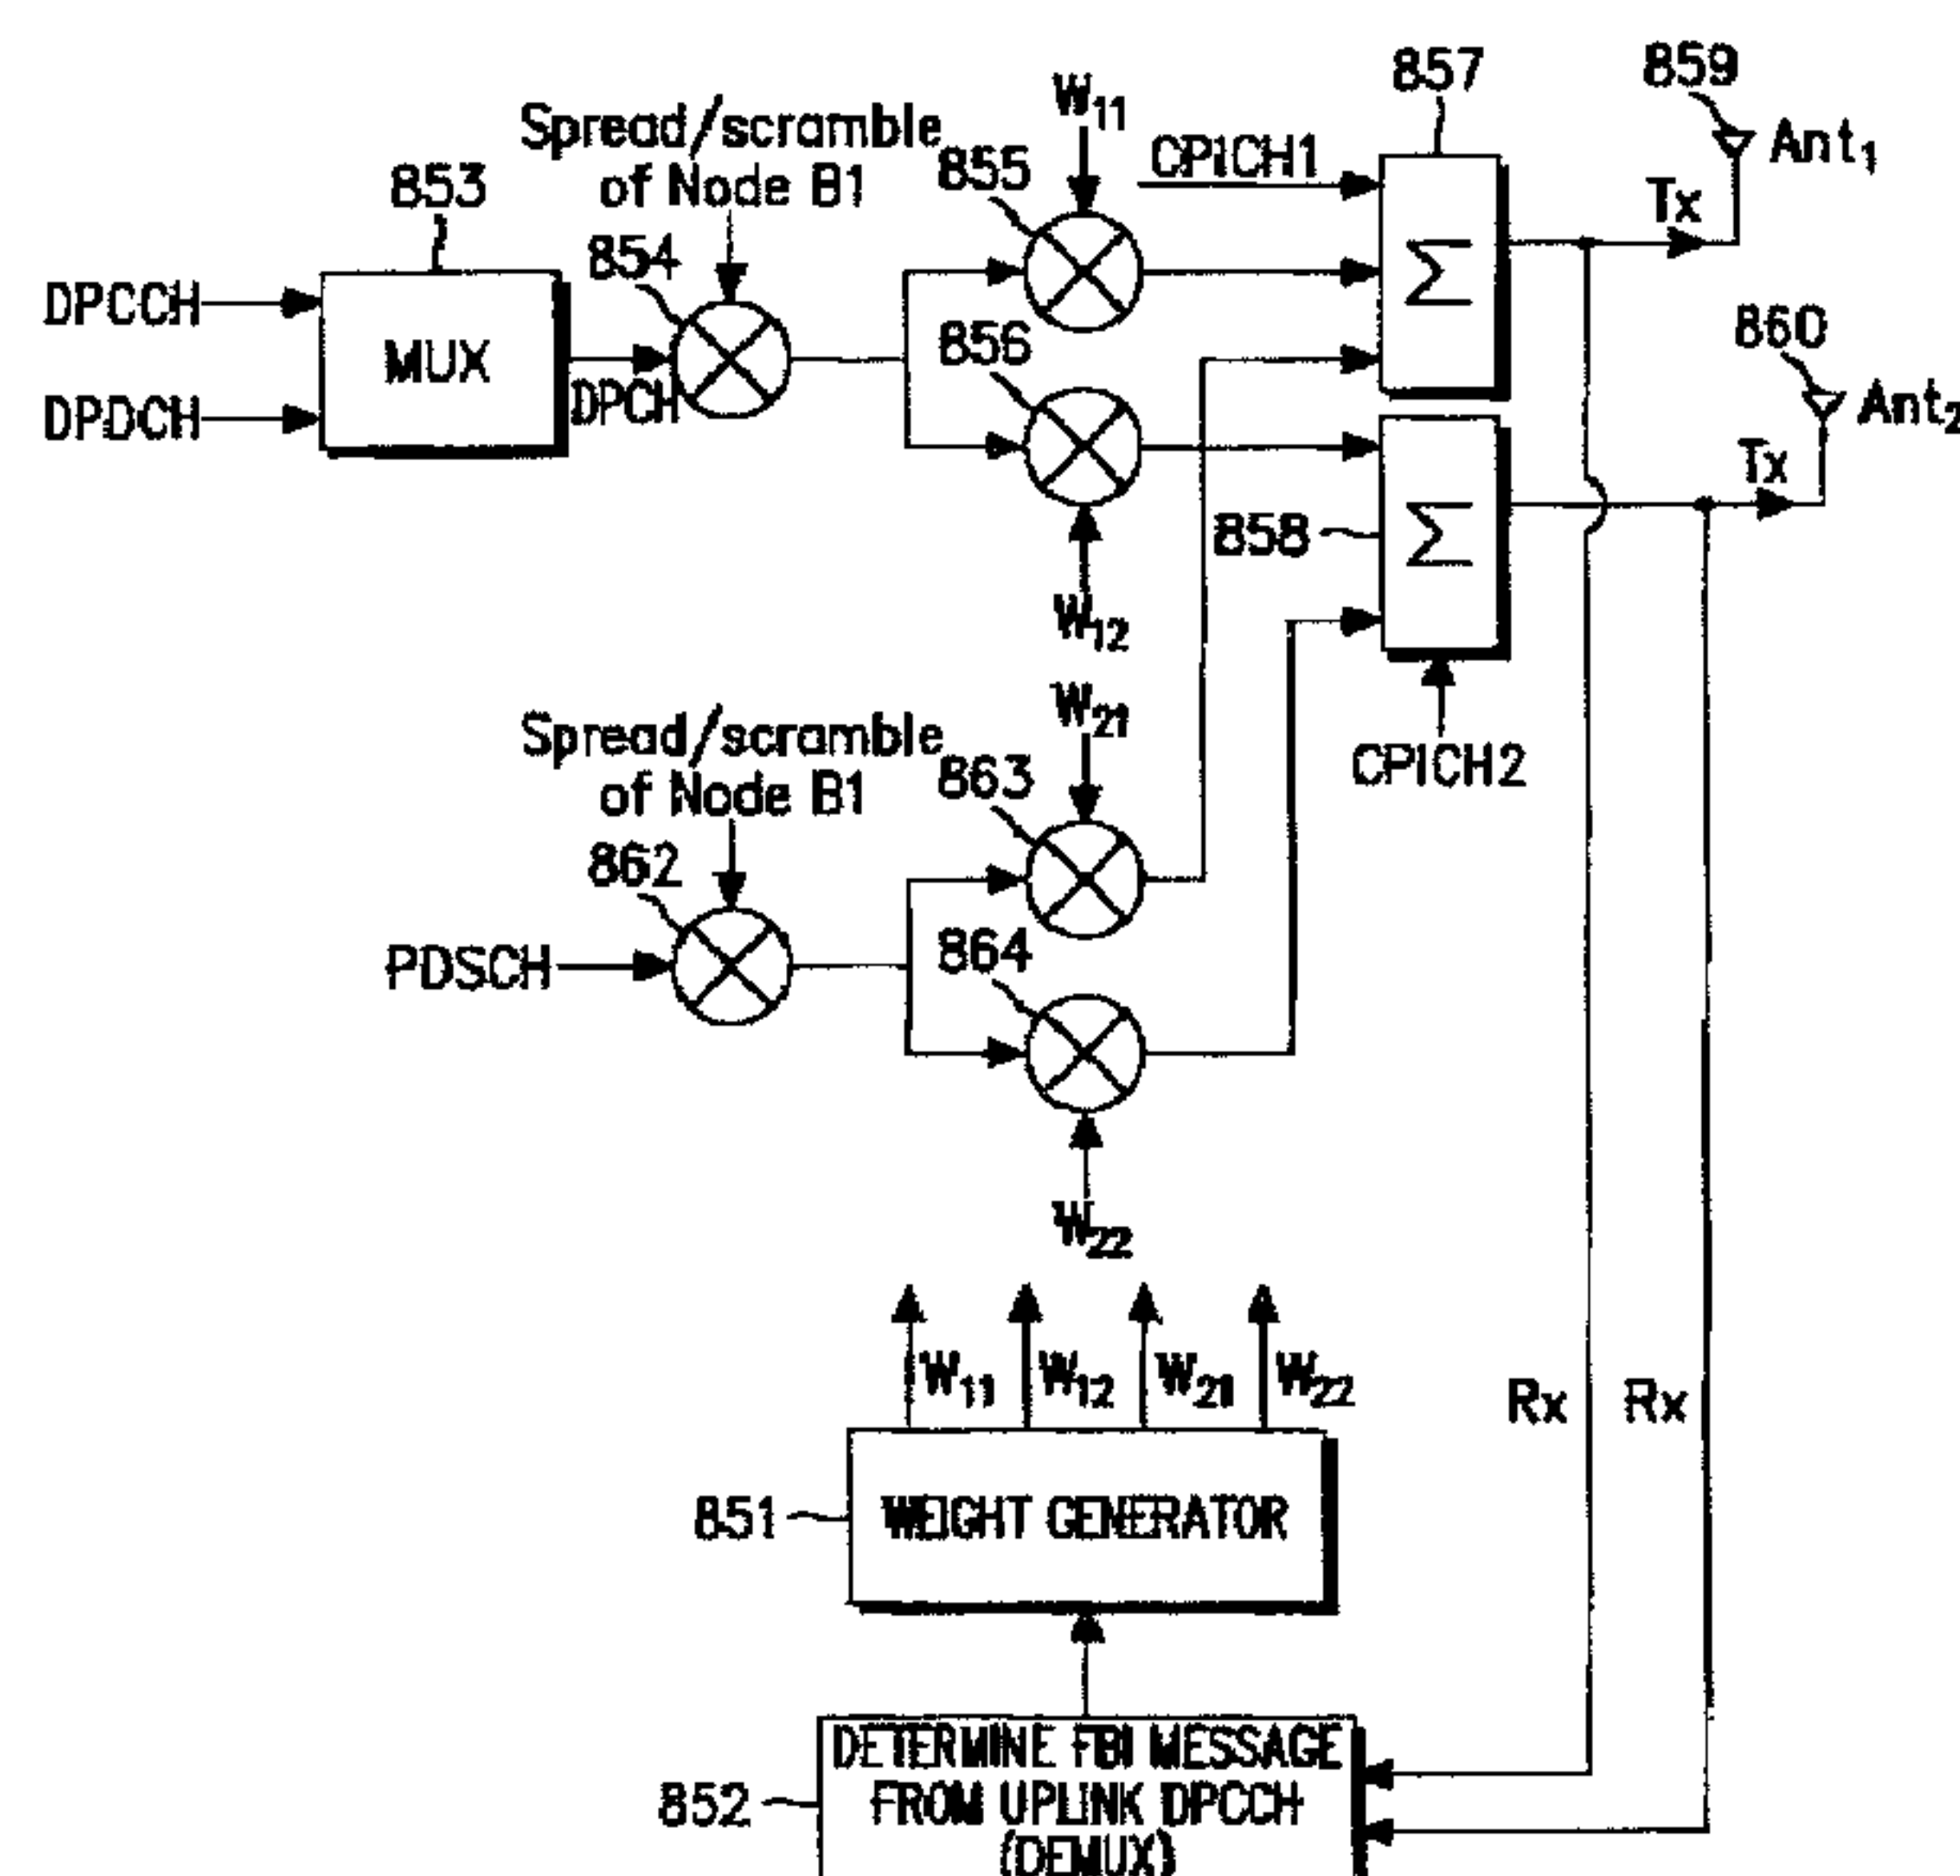 857
859
W11
Spread/scramble
of Node B1
855
CPICH1
Ant1
853
Tx
854
DPCCH
860
856
MUX
DPCH
Ant2
DPDCH
Tx
858
W12
W21
Spread/scramble
of Node B1
863
CPICH2
862
864
PDSCH
W22
W11
W12
W21
W22
Rx
Rx
851
WEIGHT GENERATOR
DETERMINE FBI MESSAGE
852
FROM UPLINK DPCCH
(DEMUX)
Σ
Σ